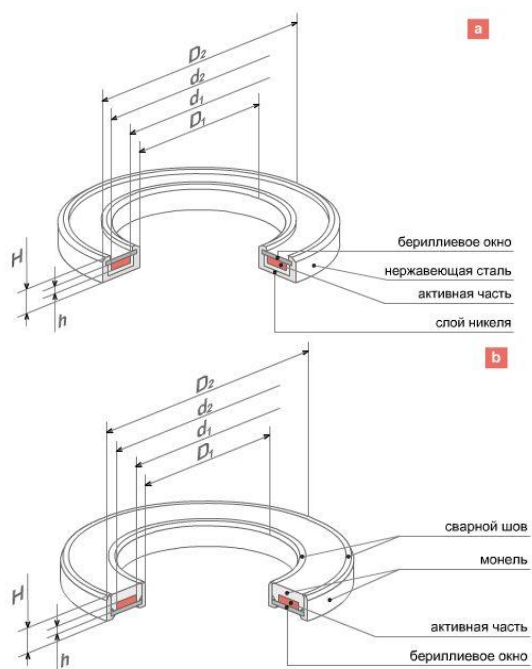 a
D₂
d₂
d₁
D₁
H
h
бериллиевое окно
нержавеющая сталь
активная часть
слой никеля
b
D₂
d₂
d₁
D₁
H
h
сварной шов
монель
активная часть
бериллиевое окно